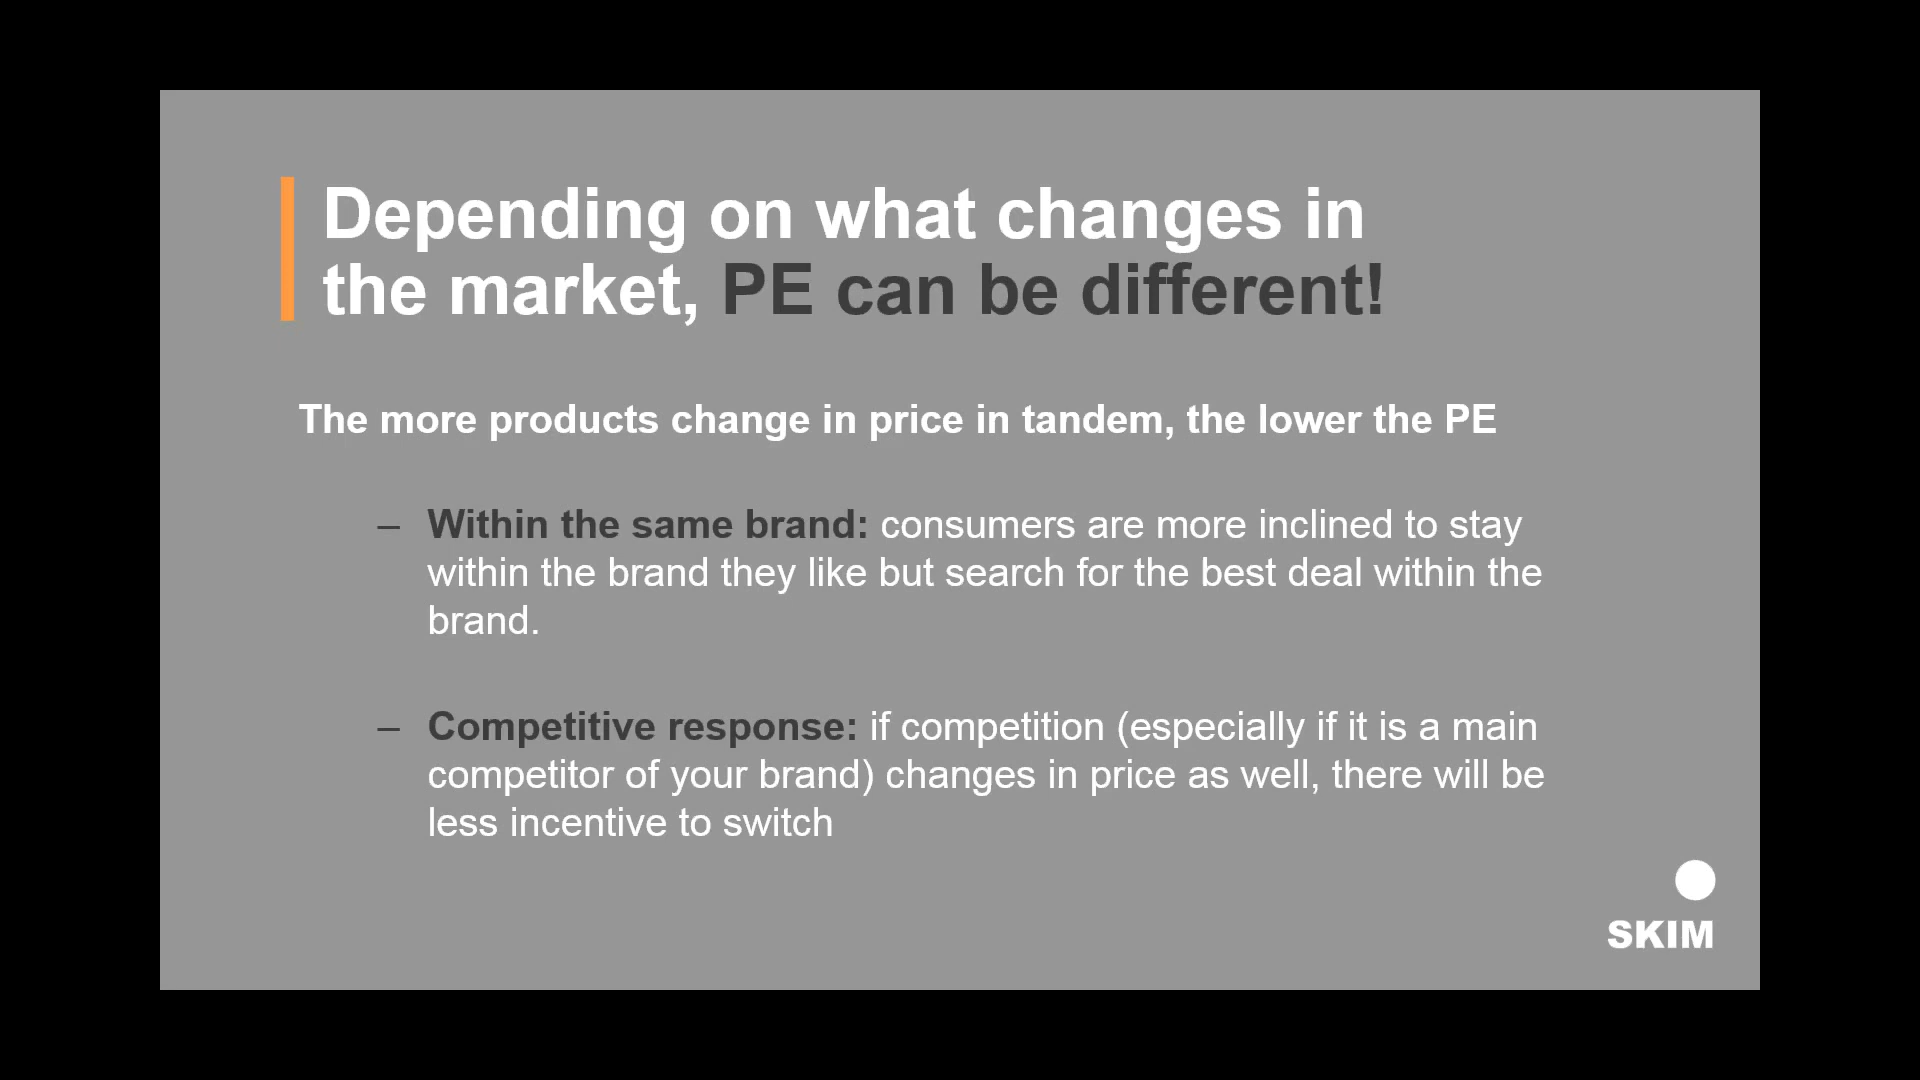 Depending on what changes in
the market, PE can be different!
The more products change in price in tandem, the lower the PE
– Within the same brand: consumers are more inclined to stay
within the brand they like but search for the best deal within the
brand.
– Competitive response: if competition (especially if it is a main
competitor of your brand) changes in price as well, there will be
less incentive to switch
SKIM